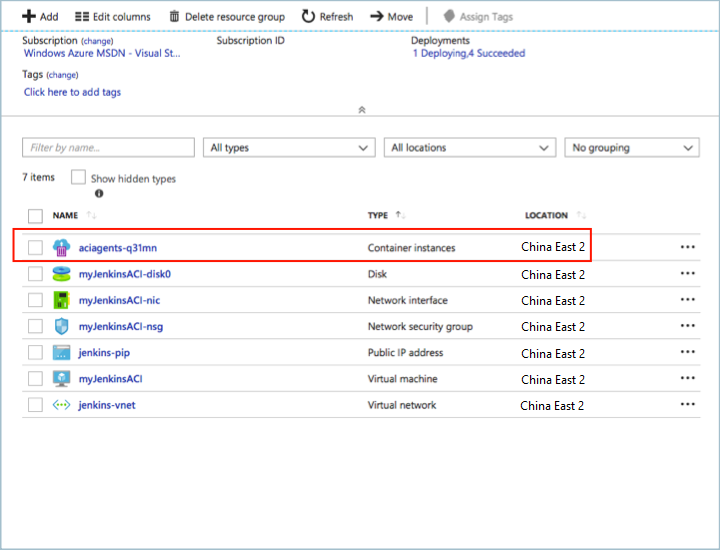 Add Edit columns Delete resource group Refresh Move Assign Tags
Subscription (change) Subscription ID Deployments
Windows Azure MSDN - Visual St... 1 Deploying,4 Succeeded
Tags (change)
Click here to add tags
Filter by name... All types All locations No grouping
7 items Show hidden types
NAME TYPE LOCATION
aciagents-q31mn Container instances China East 2
myJenkinsACI-disk0 Disk China East 2
myJenkinsACI-nic Network interface China East 2
myJenkinsACI-nsg Network security group China East 2
jenkins-pip Public IP address China East 2
myJenkinsACI Virtual machine China East 2
jenkins-vnet Virtual network China East 2